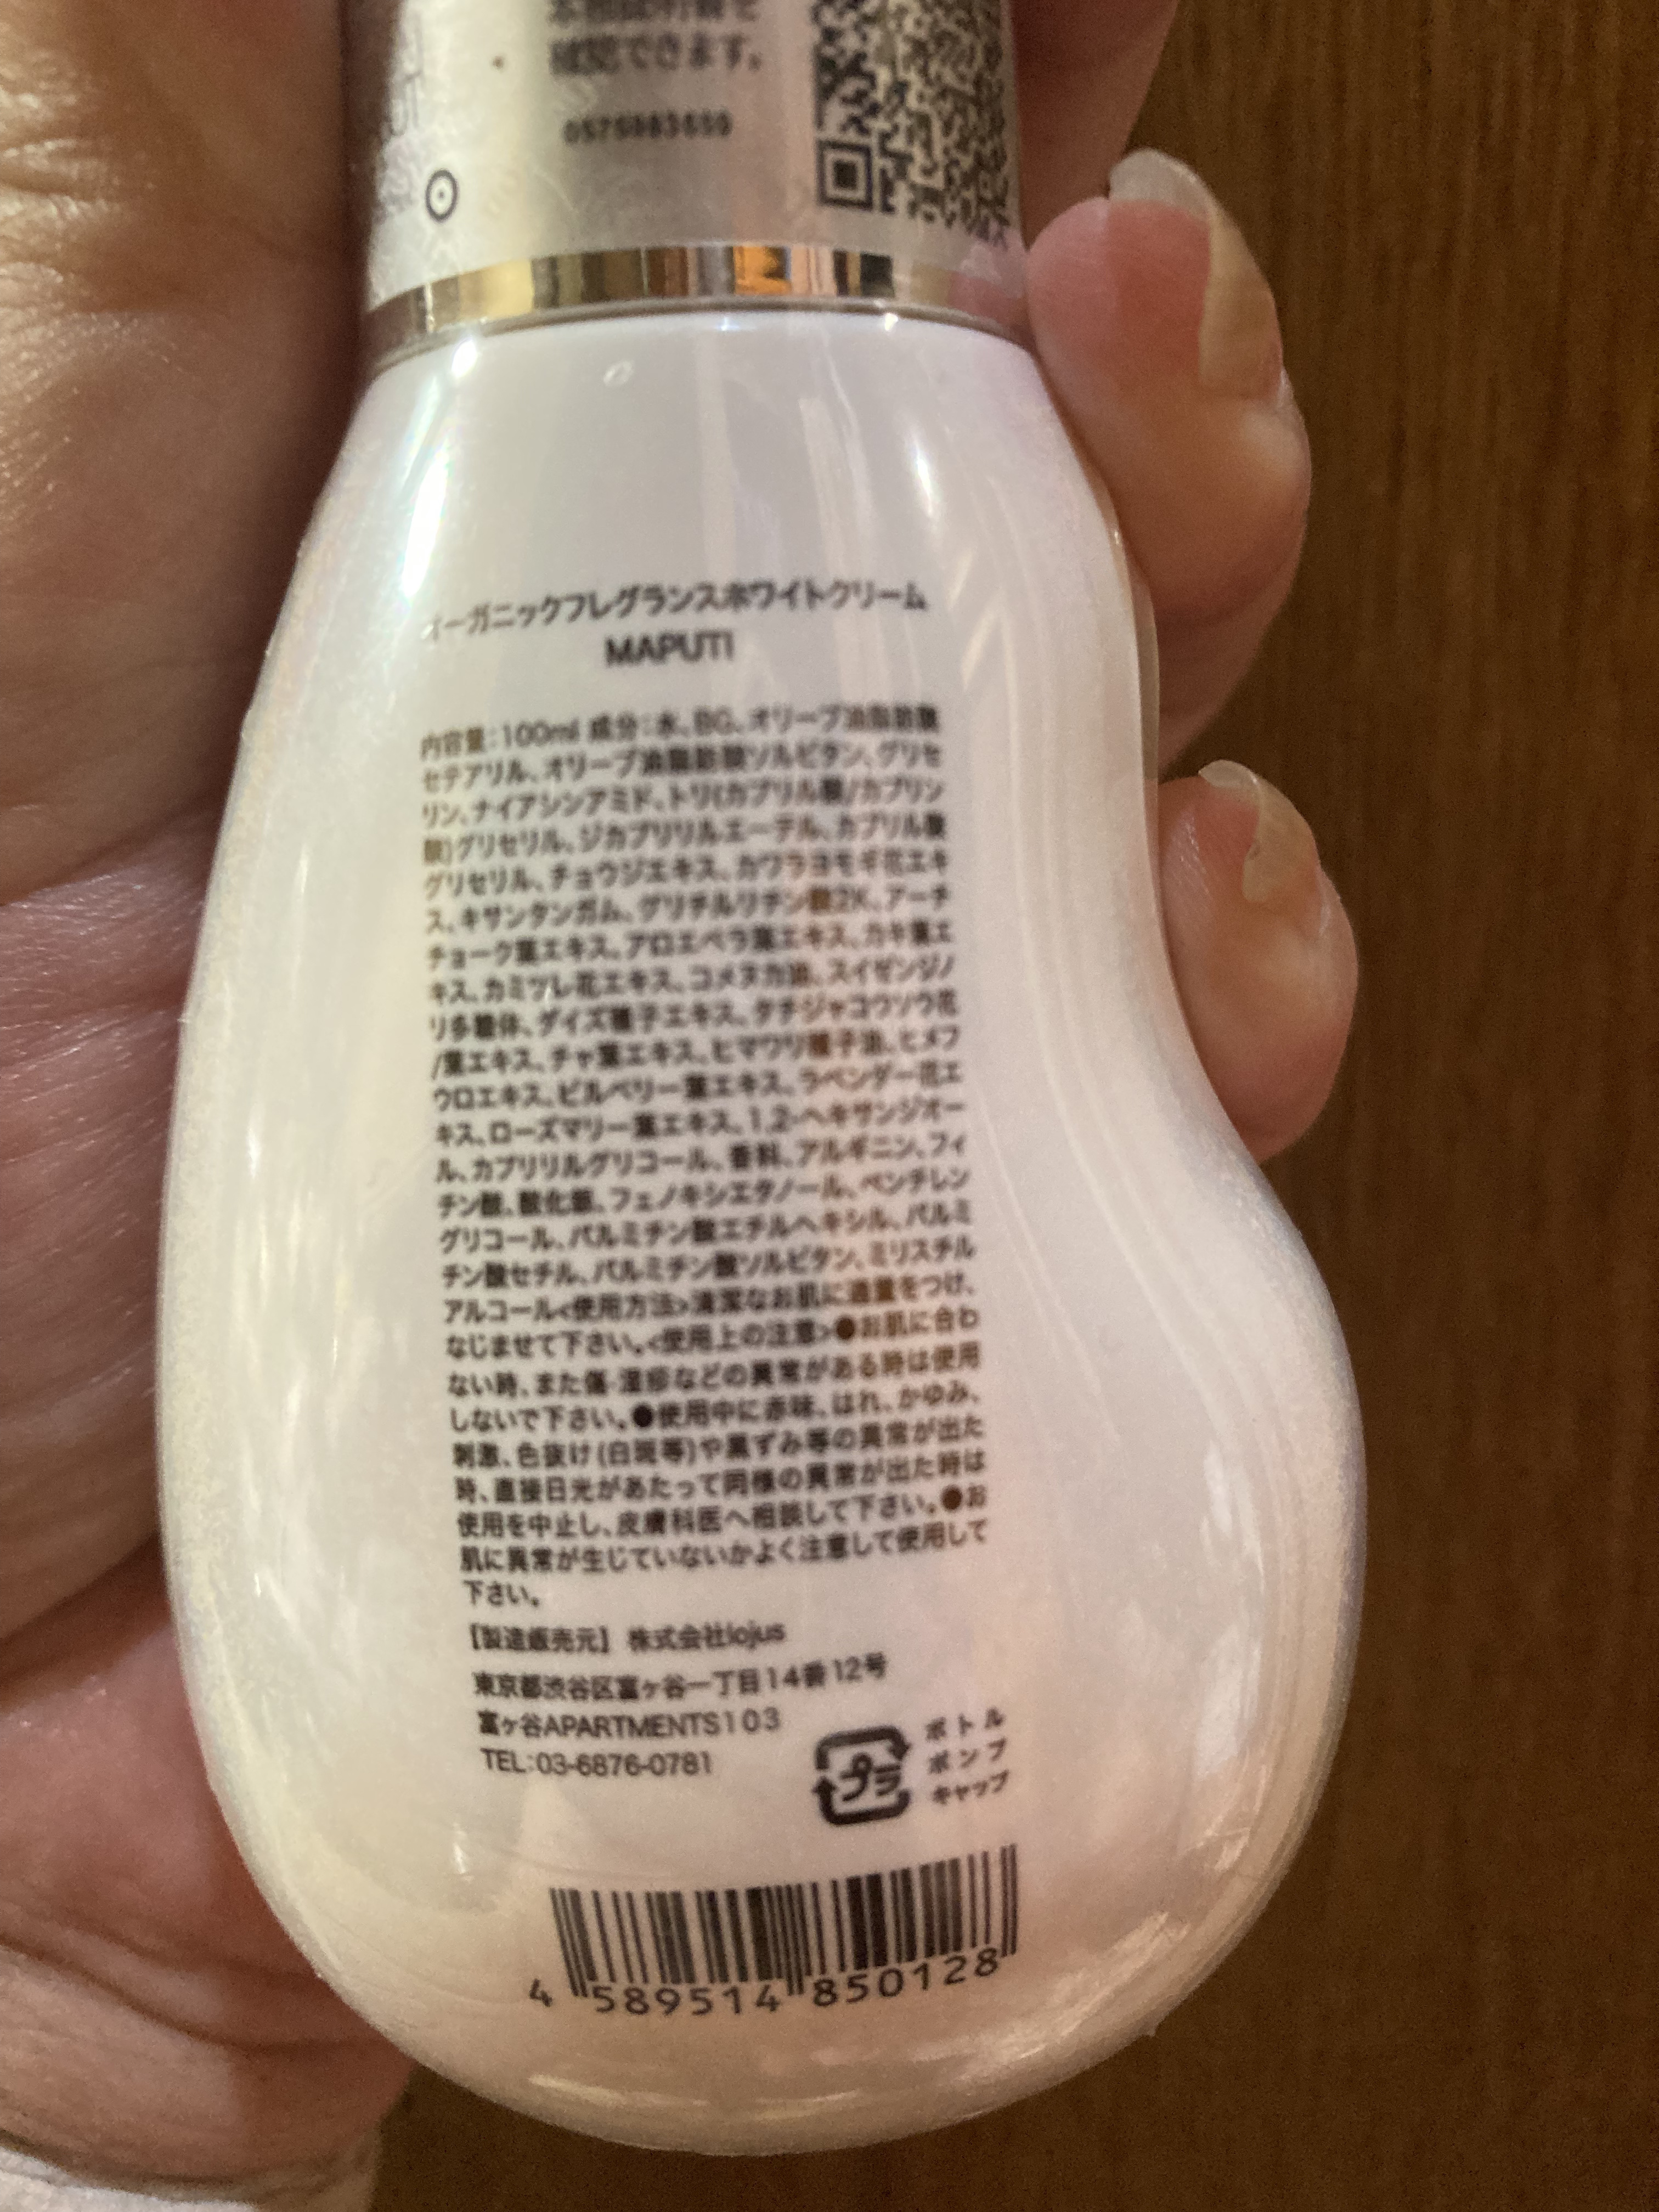 確認できます。
オーガニックフレグランスホワイトクリーム
MAPUTI
内容量:100ml 成分:水、BG、オリーブ油脂肪酸
セテアリル、オリーブ油脂肪酸ソルビタン、グリセ
リン、ナイアシンアミド、トリ(カプリル酸/カプリン
酸)グリセリル、ジカプリリルエーテル、カプリル酸
グリセリル、チョウジエキス、カワラヨモギ花エキ
ス、キサンタンガム、グリチルリチン酸2K、アーチ
チョーク葉エキス、アロエベラ葉エキス、カキ葉エ
キス、カミツレ花エキス、コメヌカ油、スイゼンジノ
リ多糖体、ダイズ種子エキス、タチジャコウソウ花
/葉エキス、チャ葉エキス、ヒマワリ種子油、ヒメフ
ウロエキス、ビルベリー葉エキス、ラベンダー花エ
キス、ローズマリー葉エキス、1,2-ヘキサンジオー
ル、カプリリルグリコール、香料、アルギニン、フィ
チン酸、酸化銀、フェノキシエタノール、ペンチレン
グリコール、パルミチン酸エチルヘキシル、パルミ
チン酸セチル、パルミチン酸ソルビタン、ミリスチル
アルコール<使用方法>清潔なお肌に適量をつけ、
なじませて下さい。<使用上の注意>●お肌に合わ
ない時、また傷・湿疹などの異常がある時は使用
しないで下さい。●使用中に赤味、はれ、かゆみ、
刺激、色抜け(白斑等)や黒ずみ等の異常が出た
時、直接日光があたって同様の異常が出た時は
使用を中止し、皮膚科医へ相談して下さい。●お
肌に異常が生じていないかよく注意して使用して
下さい。
【製造販売元】 株式会社lojus
東京都渋谷区富ヶ谷一丁目14番12号
富ヶ谷APARTMENTS103
TEL:03-6876-0781
プラ
ボトル
ポンプ
キャップ
4 589514 850128